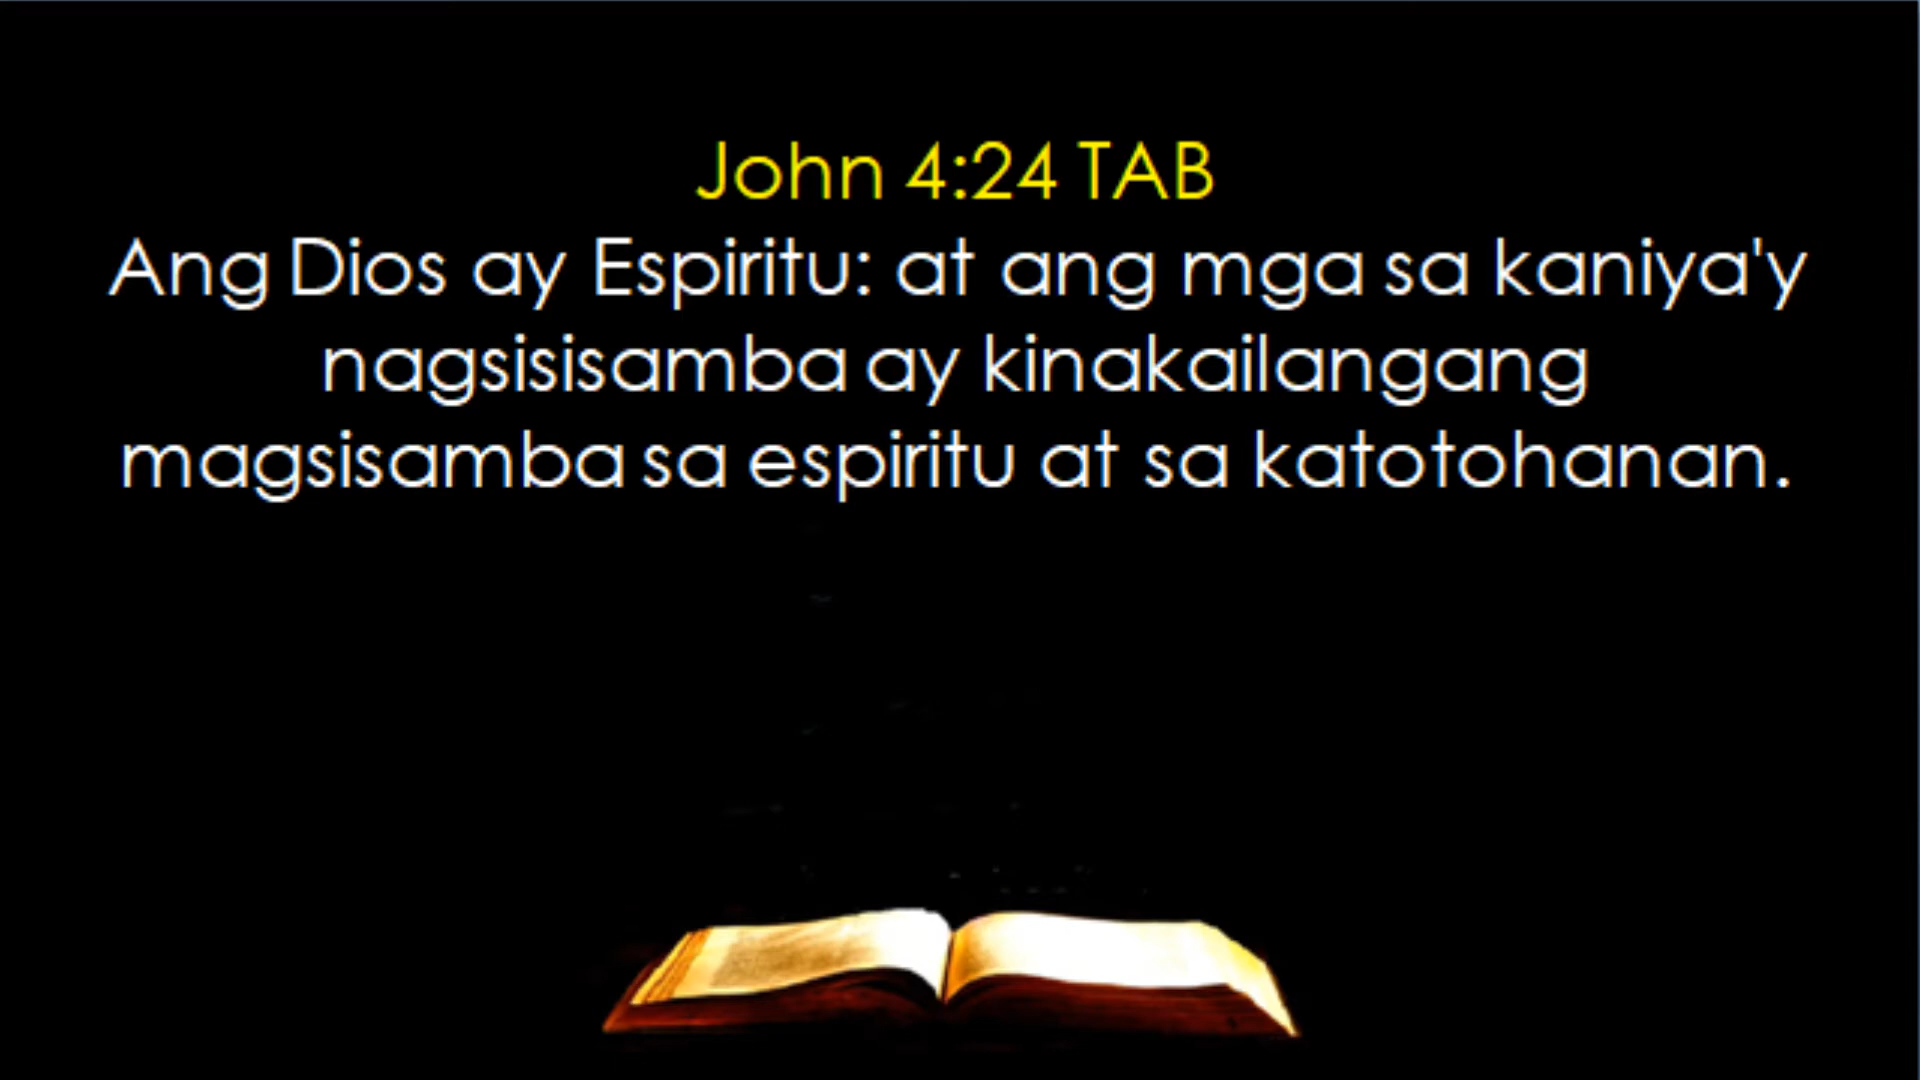 John 4:24 TAB
Ang Dios ay Espiritu: at ang mga sa kaniya'y
nagsisisamba ay kinakailangang
magsisamba sa espiritu at sa katotohanan.